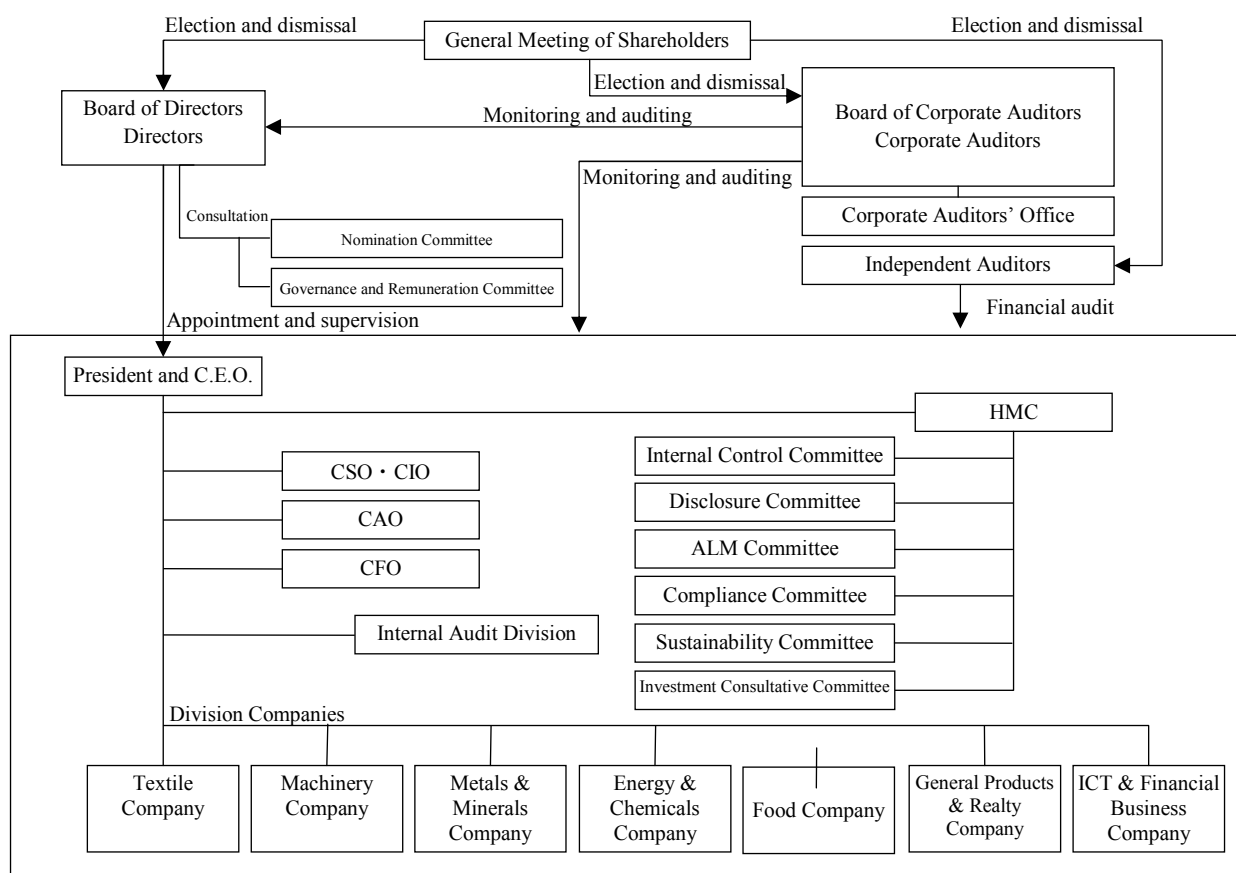 Election and dismissal
General Meeting of Shareholders
Election and dismissal
Election and dismissal
Board of Directors
Directors
Monitoring and auditing
Board of Corporate Auditors
Corporate Auditors
Monitoring and auditing
Consultation
Corporate Auditors’ Office
Nomination Committee
Independent Auditors
Governance and Remuneration Committee
Financial audit
Appointment and supervision
President and C.E.O.
HMC
Internal Control Committee
CSO・CIO
Disclosure Committee
CAO
ALM Committee
CFO
Compliance Committee
Internal Audit Division
Sustainability Committee
Investment Consultative Committee
Division Companies
Textile
Company
Machinery
Company
Metals &
Minerals
Company
Energy &
Chemicals
Company
Food Company
General Products
& Realty
Company
ICT & Financial
Business
Company